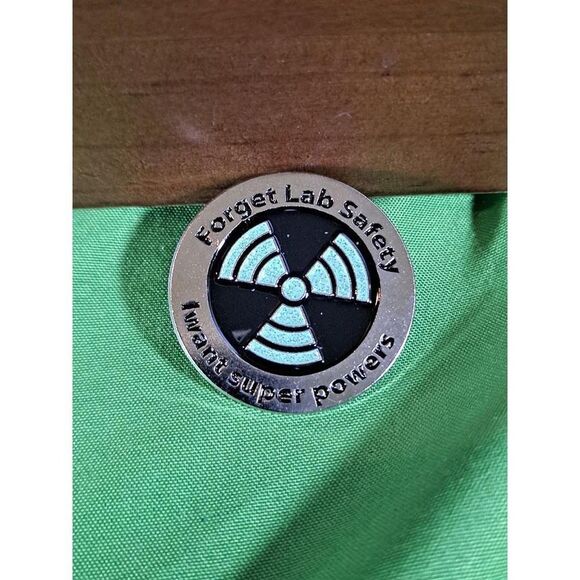 Forget Lab Safety
I want super powers